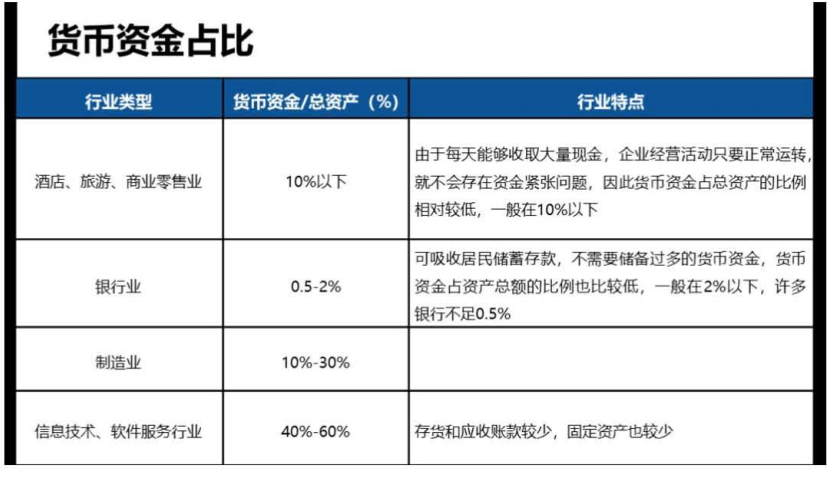 货币资金占比
行业类型 货币资金/总资产（%） 行业特点
酒店、旅游、商业零售业 10%以下 由于每天能够收取大量现金，企业经营活动只要正常运转，
就不会存在资金紧张问题，因此货币资金占总资产的比例
相对较低，一般在10%以下
银行业 0.5-2% 可吸收居民储蓄存款，不需要储备过多的货币资金，货币
资金占资产总额的比例也比较低，一般在2%以下，许多
银行不足0.5%
制造业 10%-30%
信息技术、软件服务行业 40%-60% 存货和应收账款较少，固定资产也较少